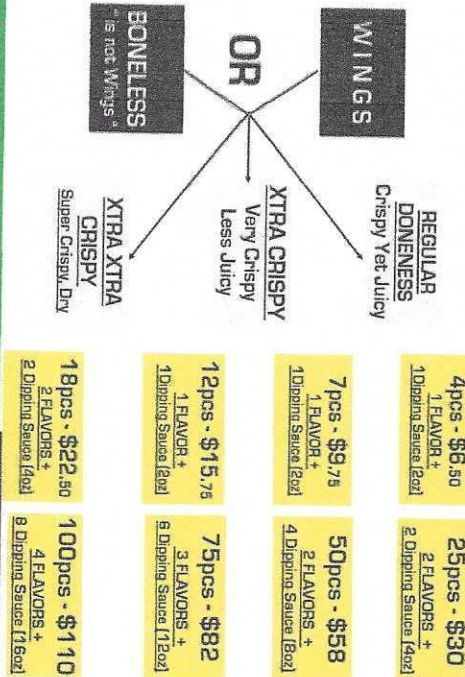 WINGS
OR
BONELESS
"is not Wings"
REGULAR
DONENESS
Crispy Yet Juicy
XTRA CRISPY
Very Crispy
Less Juicy
XTRA XTRA
CRISPY
Super Crispy, Dry
4pcs - $6.50
1 FLAVOR +
1 Dipping Sauce (2oz)
7pcs - $9.75
1 FLAVOR +
1 Dipping Sauce (2oz)
12pcs - $15.75
1 FLAVOR +
1 Dipping Sauce (2oz)
18pcs - $22.50
2 FLAVORS +
2 Dipping Sauce (4oz)
25pcs - $30
2 FLAVORS +
2 Dipping Sauce (4oz)
50pcs - $58
2 FLAVORS +
4 Dipping Sauce (8oz)
75pcs - $82
3 FLAVORS +
6 Dipping Sauce (12oz)
100pcs - $110
4 FLAVORS +
8 Dipping Sauce (16oz)